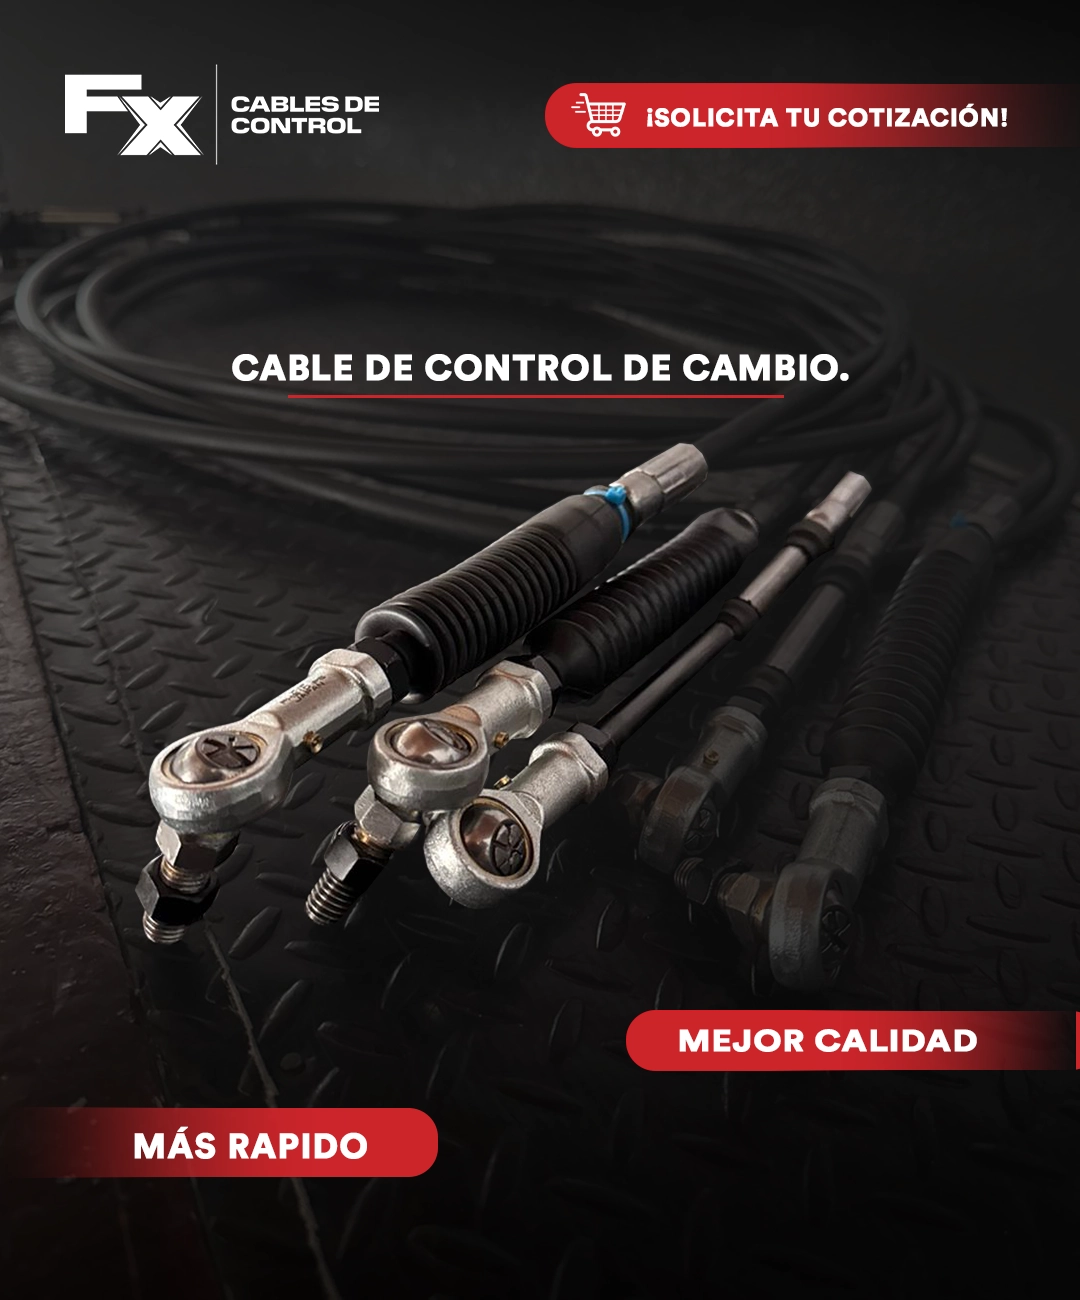 FX
CABLES DE
CONTROL
¡SOLICITA TU COTIZACIÓN!
CABLE DE CONTROL DE CAMBIO.
MEJOR CALIDAD
MÁS RAPIDO